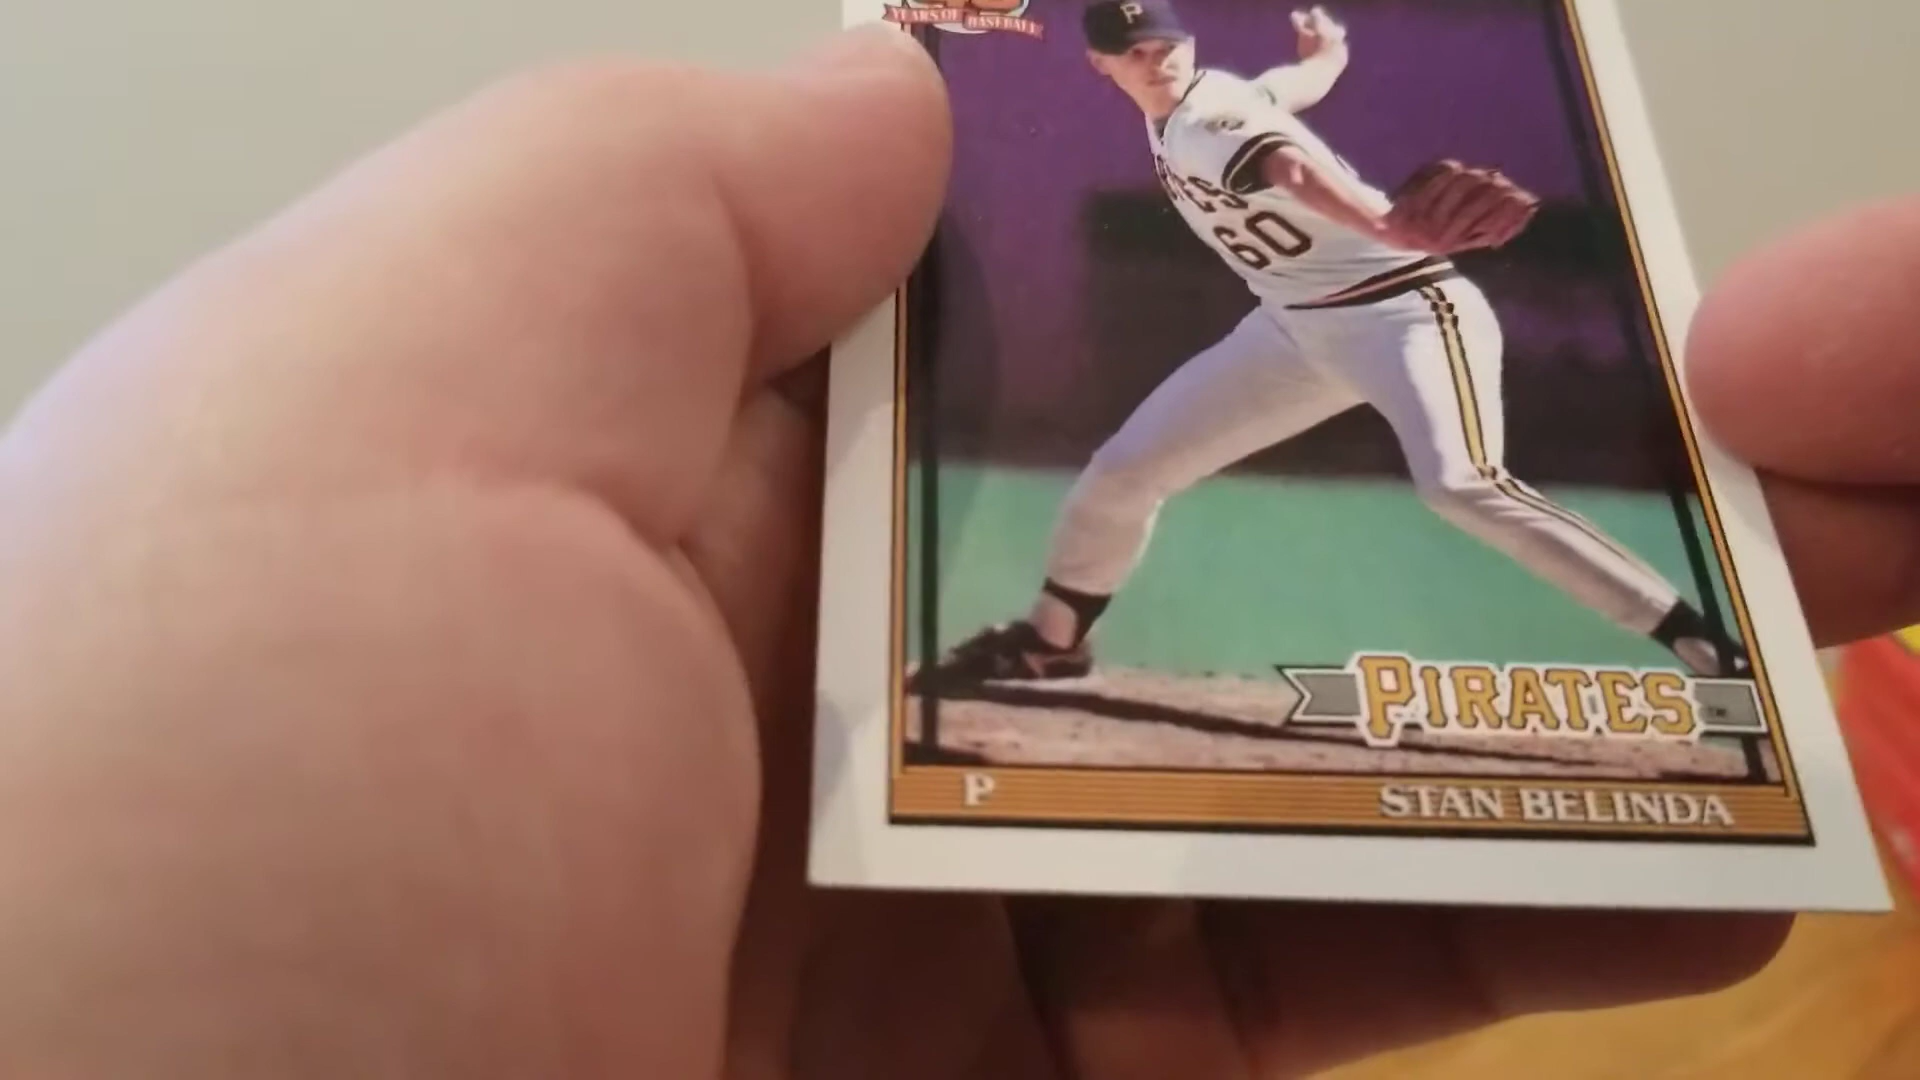 YEARS OF BASEBALL
P
60
PIRATES
P
STAN BELINDA